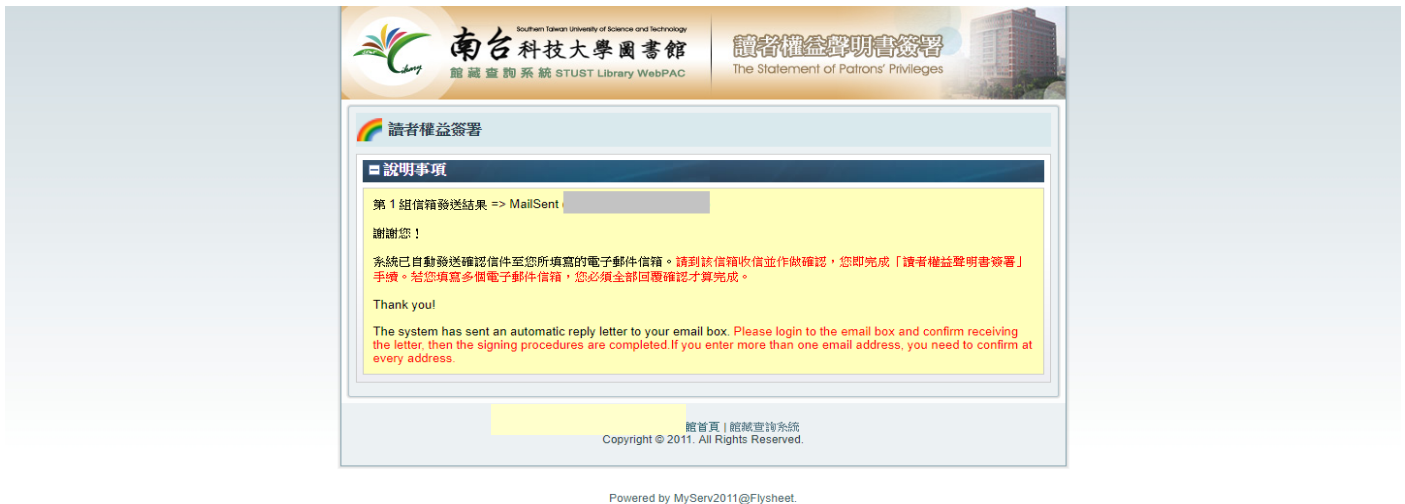 Southern Taiwan University of Science and Technology
南台科技大學圖書館
館藏查詢系統 STUST Library WebPAC
讀者權益聲明書簽署
The Statement of Patrons' Privileges
讀者權益簽署
說明事項
第 1 組信箱發送結果 => MailSent
謝謝您！
系統已自動發送確認信件至您所填寫的電子郵件信箱。請到該信箱收信並作做確認，您即完成「讀者權益聲明書簽署」
手續。若您填寫多個電子郵件信箱，您必須全部回覆確認才算完成。
Thank you!
The system has sent an automatic reply letter to your email box. Please login to the email box and confirm receiving
the letter, then the signing procedures are completed.If you enter more than one email address, you need to confirm at
every address.
館首頁 | 館藏查詢系統
Copyright © 2011. All Rights Reserved.
Powered by MyServ2011@Flysheet.